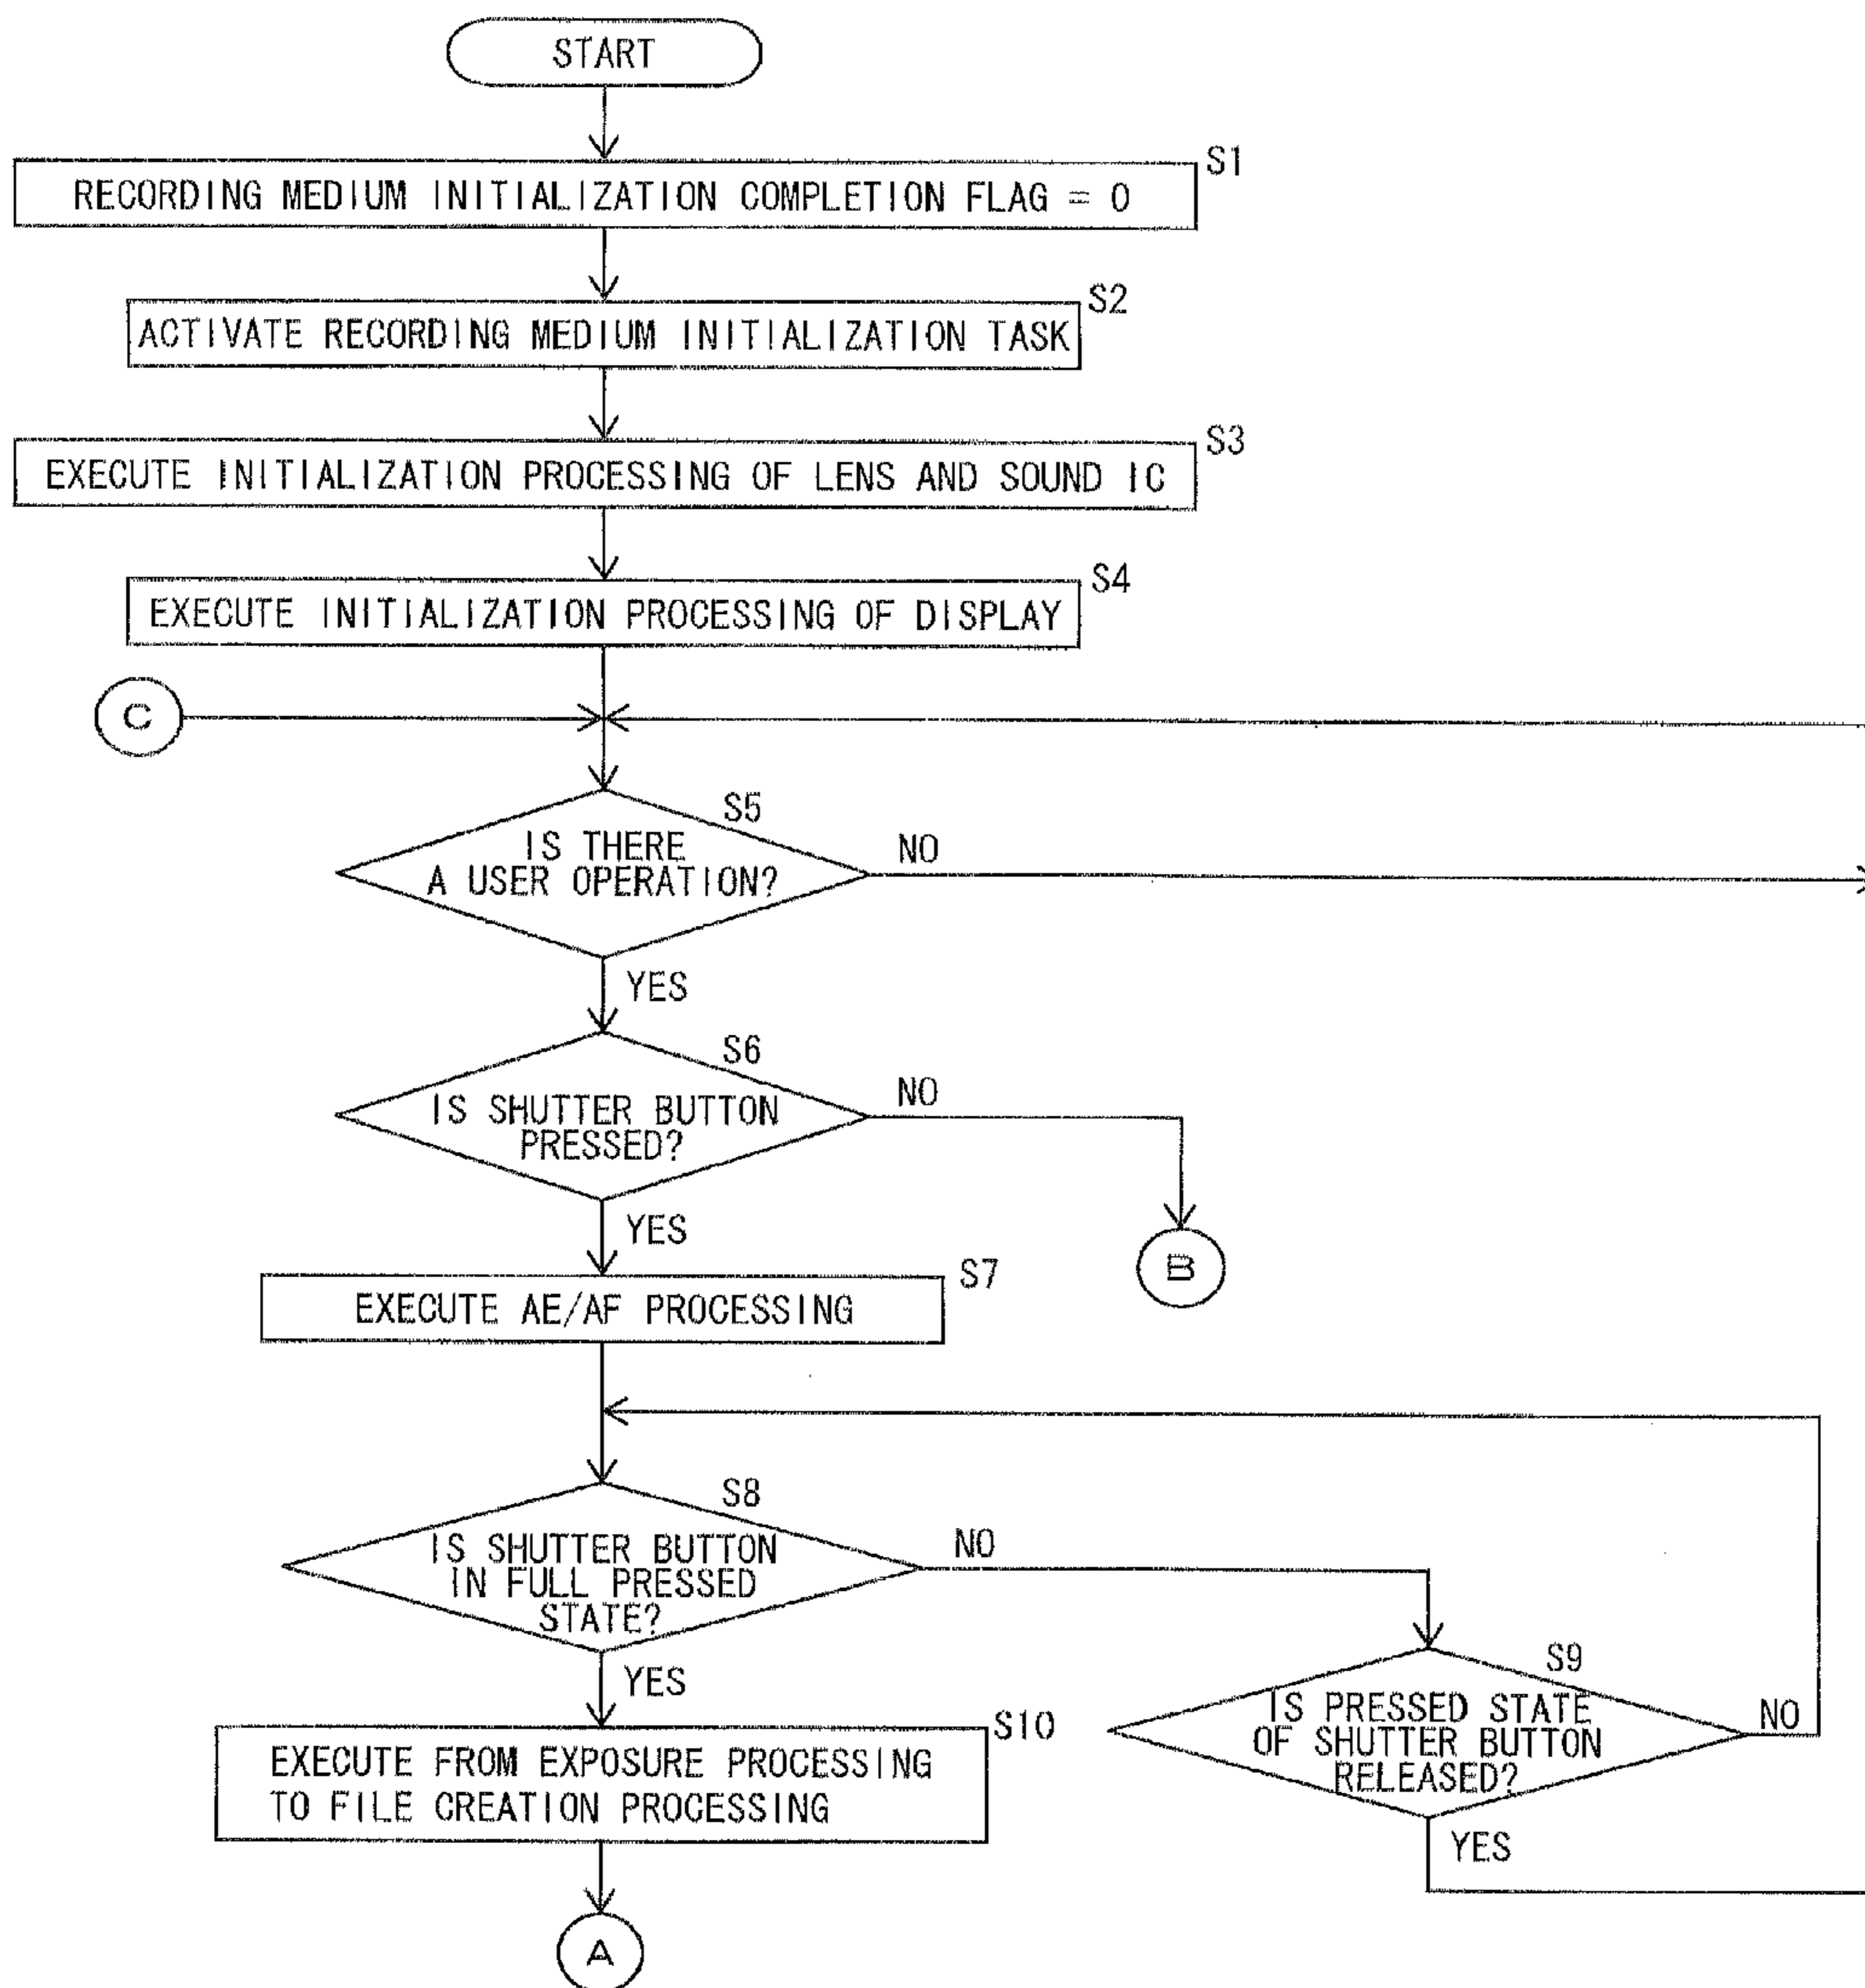 START
S1
RECORDING MEDIUM INITIALIZATION COMPLETION FLAG = 0
S2
ACTIVATE RECORDING MEDIUM INITIALIZATION TASK
S3
EXECUTE INITIALIZATION PROCESSING OF LENS AND SOUND IC
S4
EXECUTE INITIALIZATION PROCESSING OF DISPLAY
C
S5
IS THERE
A USER OPERATION?
NO
YES
S6
IS SHUTTER BUTTON
PRESSED?
NO
YES
B
S7
EXECUTE AE/AF PROCESSING
S8
IS SHUTTER BUTTON
IN FULL PRESSED
STATE?
NO
YES
S9
IS PRESSED STATE
OF SHUTTER BUTTON
RELEASED?
NO
YES
S10
EXECUTE FROM EXPOSURE PROCESSING
TO FILE CREATION PROCESSING
A